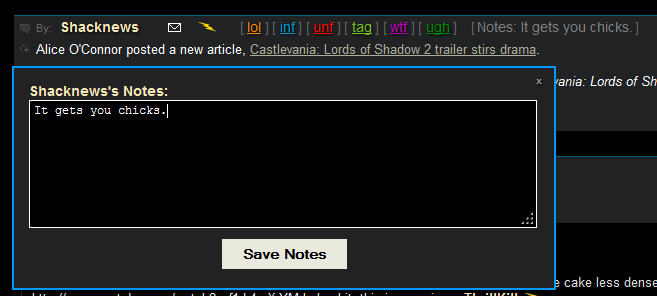 By: Shacknews [ lol ] [ inf ] [ unf ] [ tag ] [ wtf ] [ ugh ] [Notes: It gets you chicks.]
Alice O'Connor posted a new article, Castlevania: Lords of Shadow 2 trailer stirs drama.
x
vania: Lords of Sh
Shacknews's Notes:
It gets you chicks.
Save Notes
e cake less dense